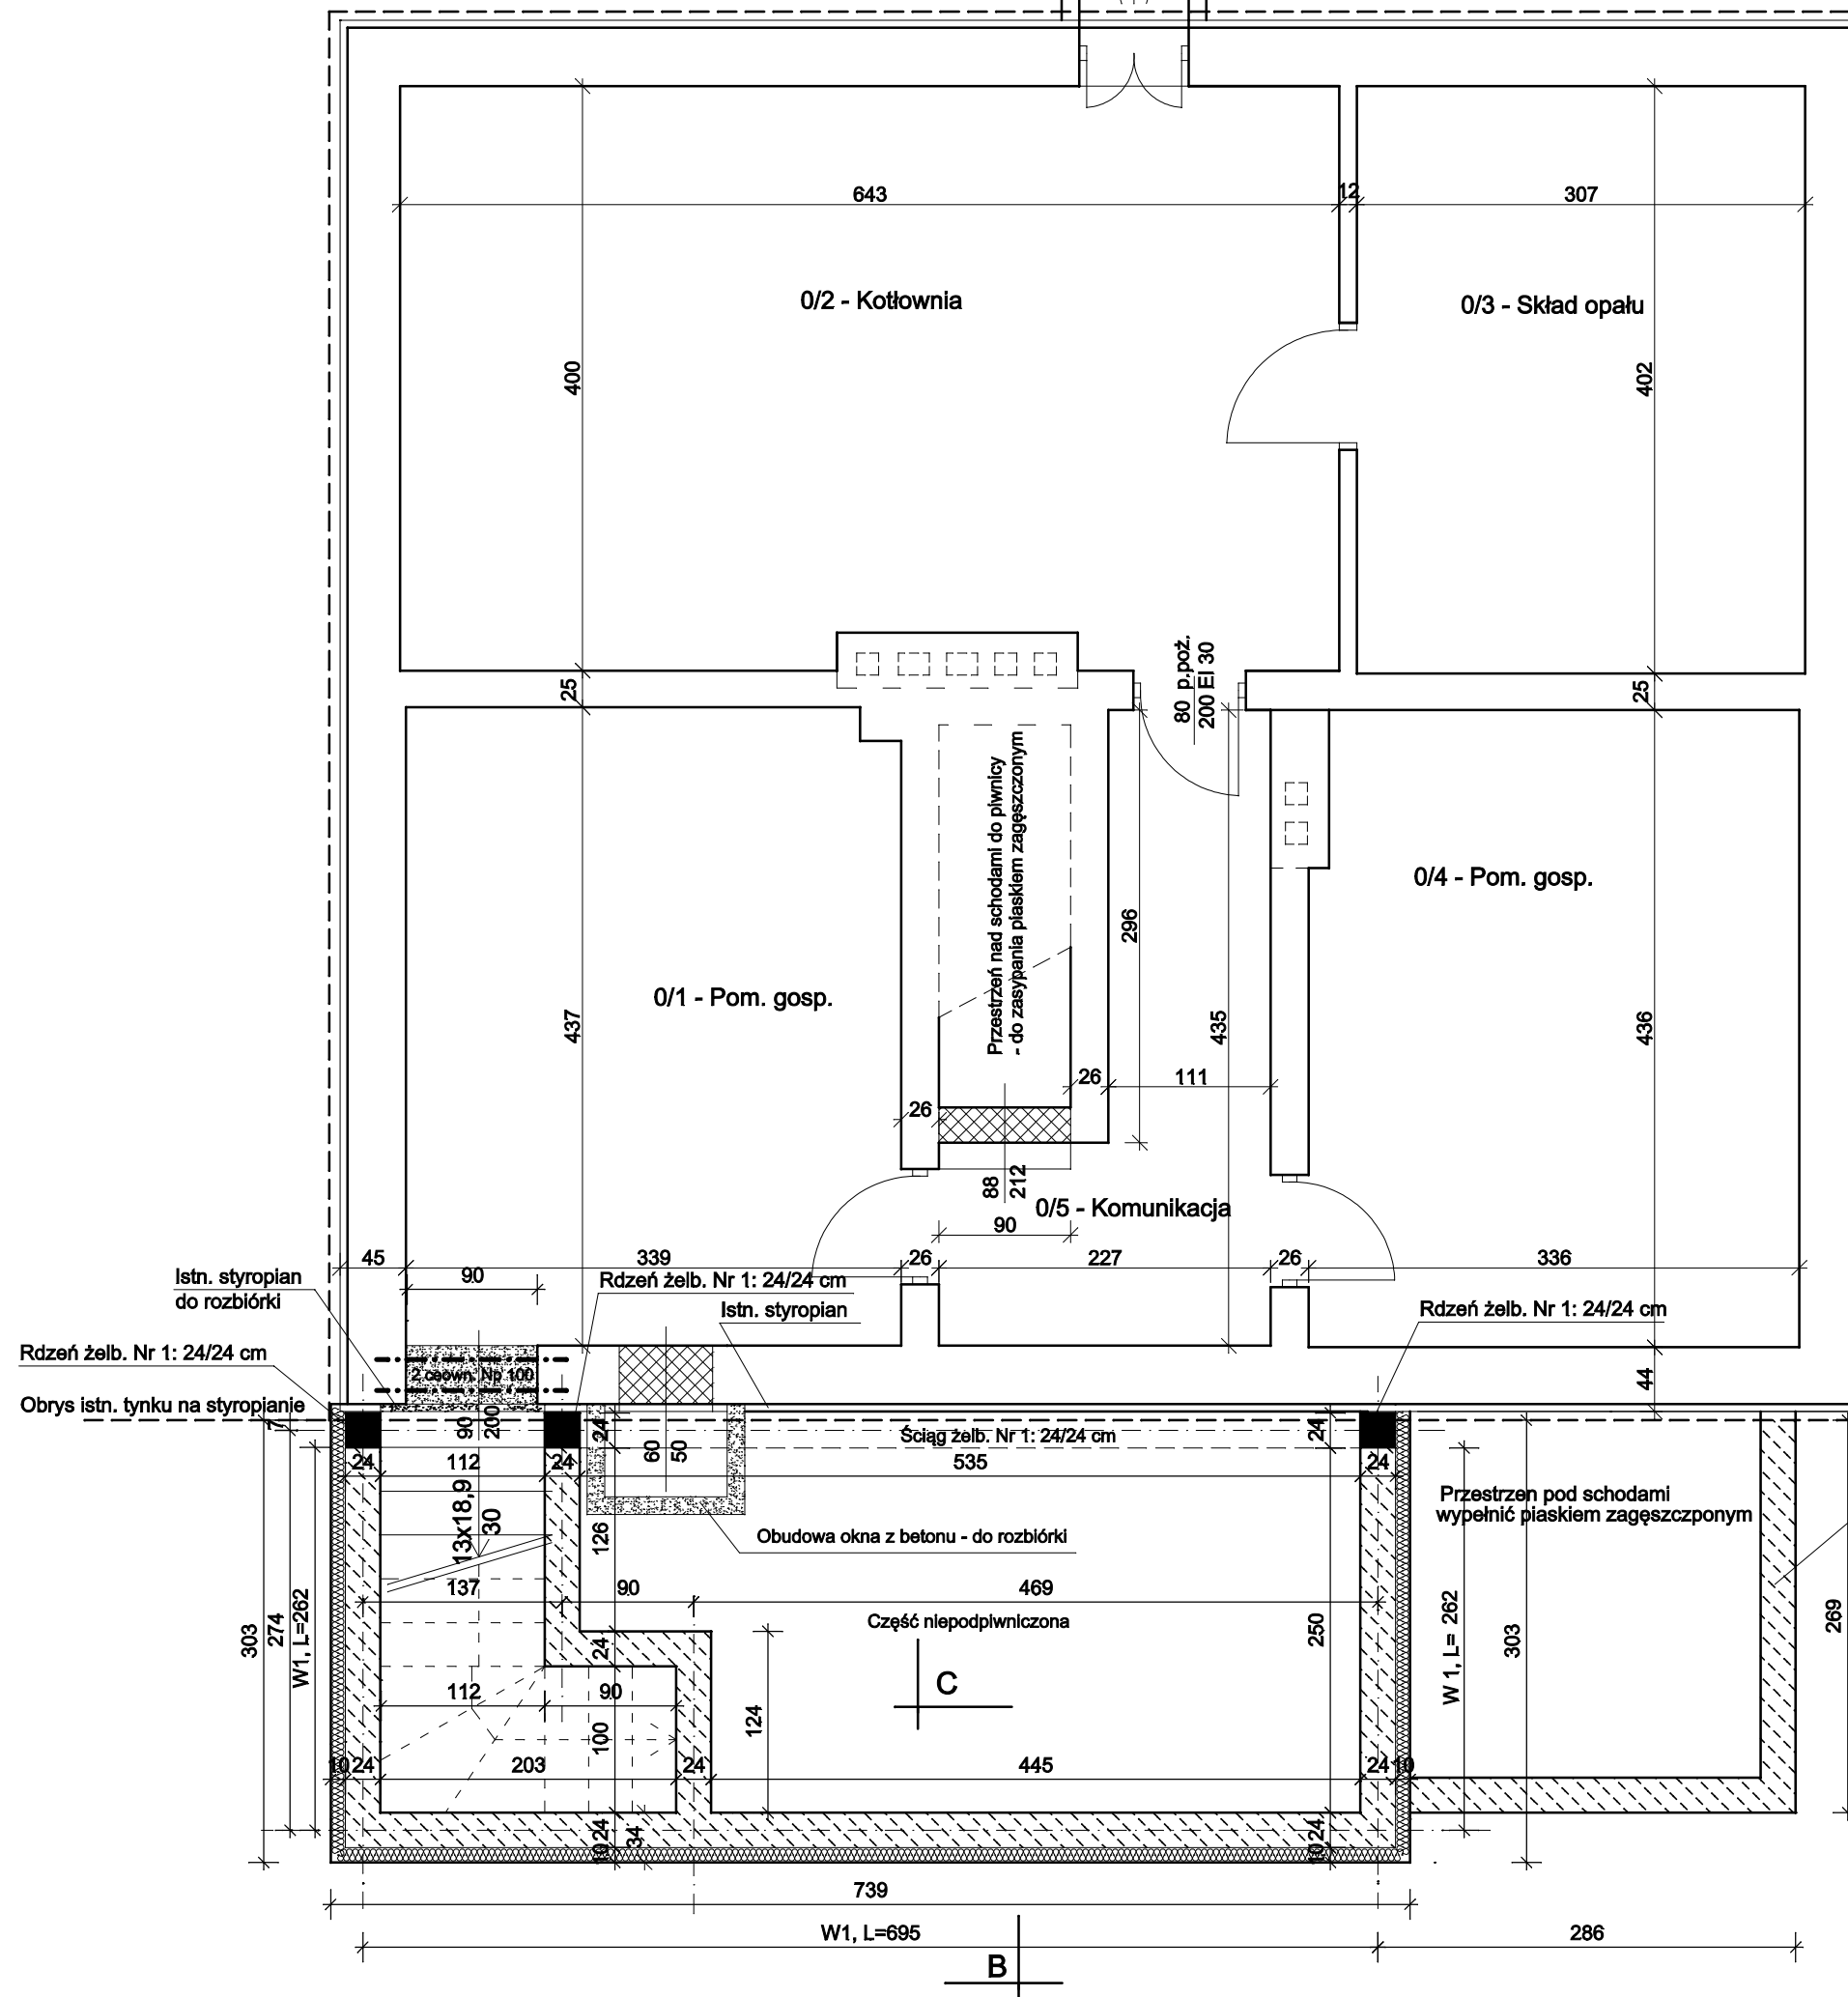 643
12
307
0/2 - Kotłownia
0/3 - Skład opału
400
402
80 p.poż.
200 EI 30
25
25
Przestrzeń nad schodami do piwnicy
- do zasypania piaskiem zagęszczonym
0/4 - Pom. gosp.
296
0/1 - Pom. gosp.
437
435
436
26
111
26
88
212
0/5 - Komunikacja
90
45
339
26
227
26
336
Istn. styropian
do rozbiórki
90
Rdzeń żelb. Nr 1: 24/24 cm
Istn. styropian
Rdzeń żelb. Nr 1: 24/24 cm
Rdzeń żelb. Nr 1: 24/24 cm
2 ceown. Np 100
44
Obrys istn. tynku na styropianie
7
90
200
24
60
50
Ściąg żelb. Nr 1: 24/24 cm
24
24
112
24
535
24
13x18,9
30
Przestrzen pod schodami
wypełnić piaskiem zagęszczponym
126
Obudowa okna z betonu - do rozbiórki
137
90
469
Część niepodpiwniczona
303
274
W1, L=262
24
250
W 1, L= 262
303
269
112
90
C
100
124
10
24
203
24
445
24
10
24
10
34
24
10
739
W1, L=695
286
B